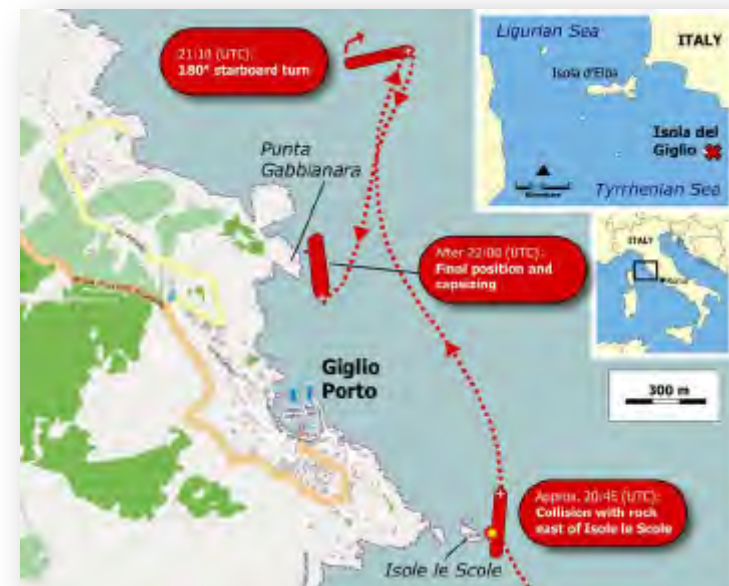 21:10 (UTC):
180° starboard turn
Ligurian Sea
ITALY
Isola d'Elba
Isola del
Giglio
Tyrrhenian Sea
Punta
Gabbianara
After 22:00 (UTC):
Final position and
capsizing
ITALY
Giglio
Porto
300 m
Approx. 20:45 (UTC):
Collision with rock
east of Isole le Scole
Isole le Scole